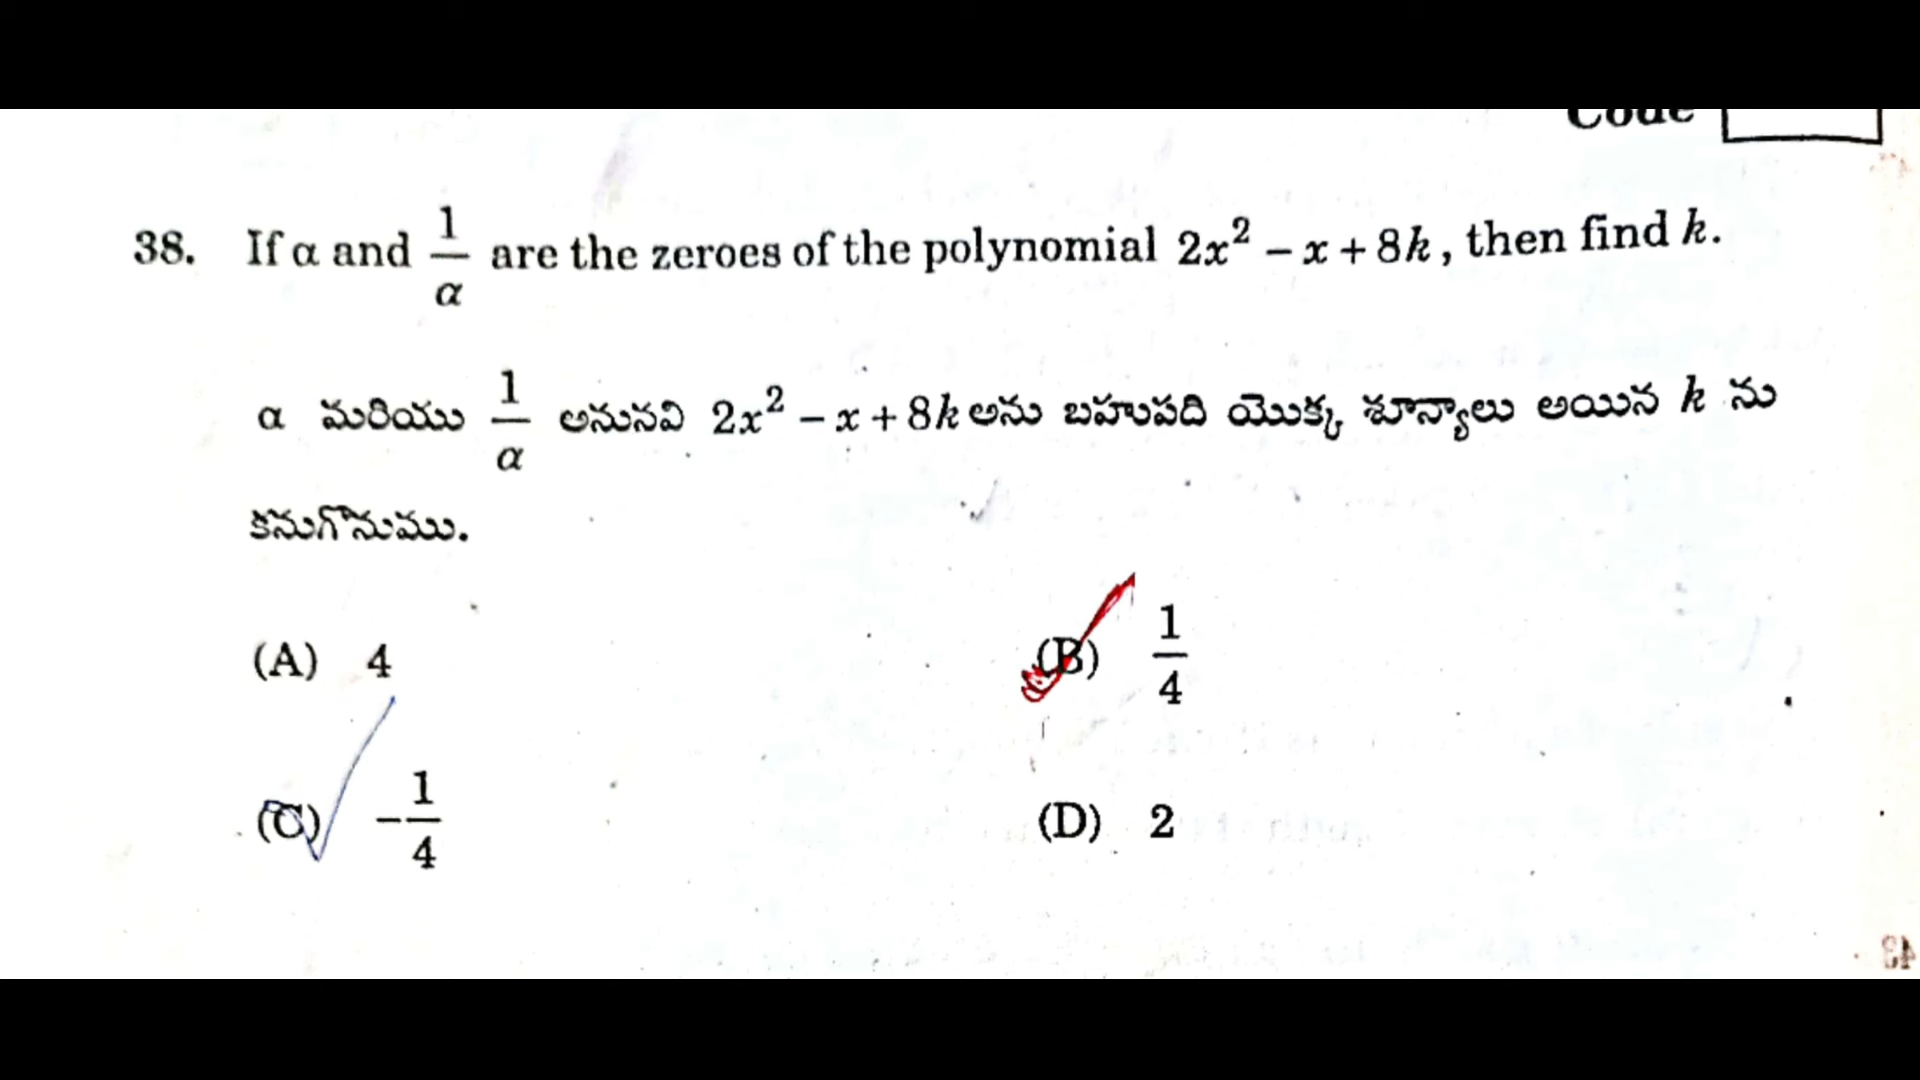 38. If α and 1/α are the zeroes of the polynomial 2x² – x + 8k, then find k.
α మరియు 1/α అనునవి 2x² – x + 8k అను బహుపది యొక్క శూన్యాలు అయిన k ను
కనుగొనుము.
(A) 4 (B) 1/4
(C) –1/4 (D) 2